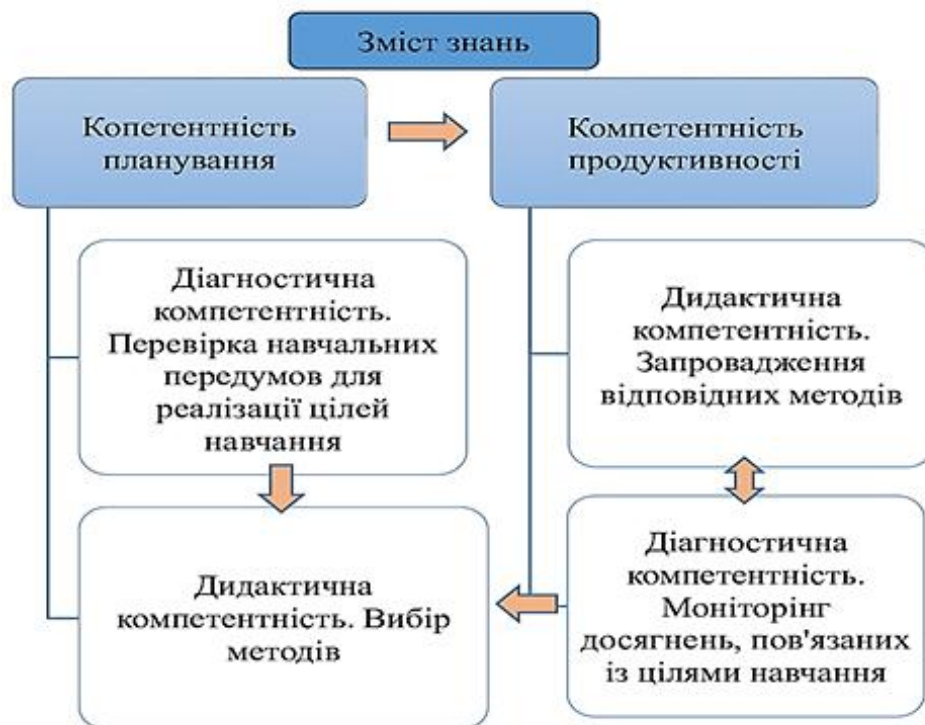 Зміст знань
Копетентність
планування
Компетентність
продуктивності
Діагностична
компетентність.
Перевірка навчальних
передумов для
реалізації цілей
навчання
Дидактична
компетентність. Вибір
методів
Дидактична
компетентність.
Запровадження
відповідних методів
Діагностична
компетентність.
Моніторінг
досягнень, пов'язаних
із цілями навчання